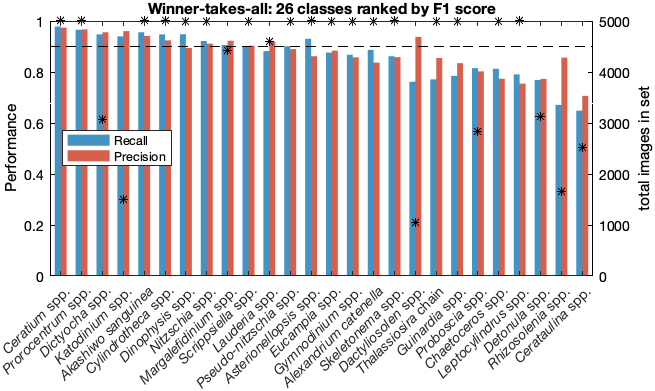 Winner-takes-all: 26 classes ranked by F1 score
Performance
1
0.8
0.6
0.4
0.2
0
Recall
Precision
5000
4000
3000
2000
1000
0
total images in set
Ceratium spp.
Prorocentrum spp.
Dictyocha spp.
Katodinium spp.
Akashiwo sanguinea
Cylindrotheca spp.
Dinophysis spp.
Nitzschia spp.
Margalefidinium spp.
Scrippsiella spp.
Lauderia spp.
Pseudo-nitzschia spp.
Asterionellopsis spp.
Eucampia spp.
Gymnodinium spp.
Alexandrium catenella
Skeletonema spp.
Dactyliosolen spp.
Thalassiosira chain
Guinardia spp.
Proboscia spp.
Chaetoceros spp.
Leptocylindrus spp.
Detonula spp.
Rhizosolenia spp.
Cerataulina spp.